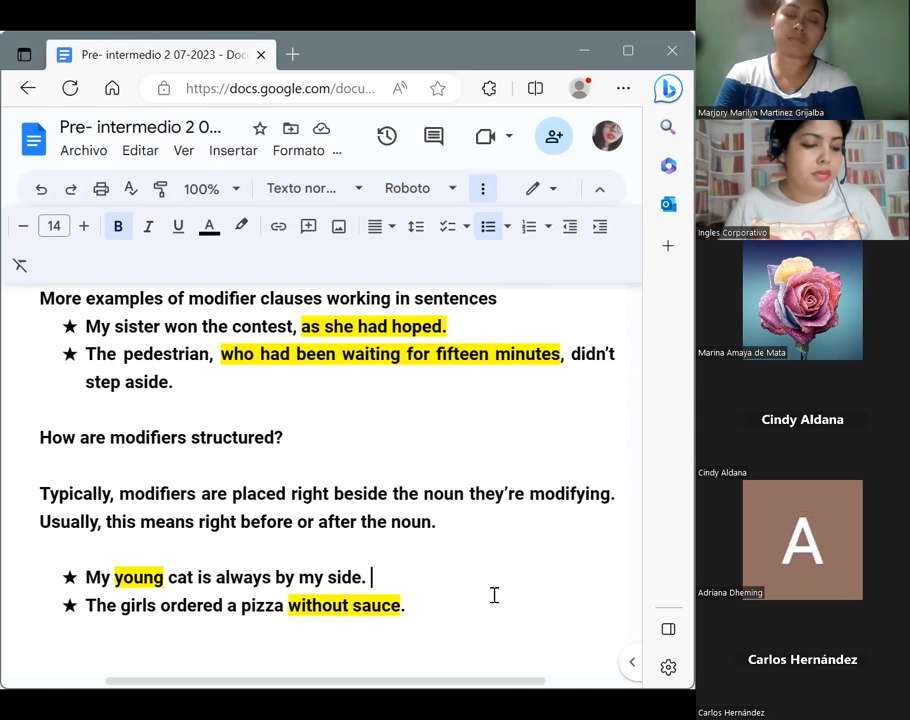 Pre- intermedio 2 07-2023 - Doc
https://docs.google.com/docu...
Pre- intermedio 2 0...
Archivo Editar Ver Insertar Formato ...
100% Texto nor... Roboto
14 B I U A
More examples of modifier clauses working in sentences
★ My sister won the contest, as she had hoped.
★ The pedestrian, who had been waiting for fifteen minutes, didn't
step aside.
How are modifiers structured?
Typically, modifiers are placed right beside the noun they're modifying.
Usually, this means right before or after the noun.
★ My young cat is always by my side.
★ The girls ordered a pizza without sauce.
Marjory Marilyn Martinez Grijalba
Ingles Corporativo
Marina Amaya de Mata
Cindy Aldana
Cindy Aldana
A
Adriana Dheming
Carlos Hernández
Carlos Hernández